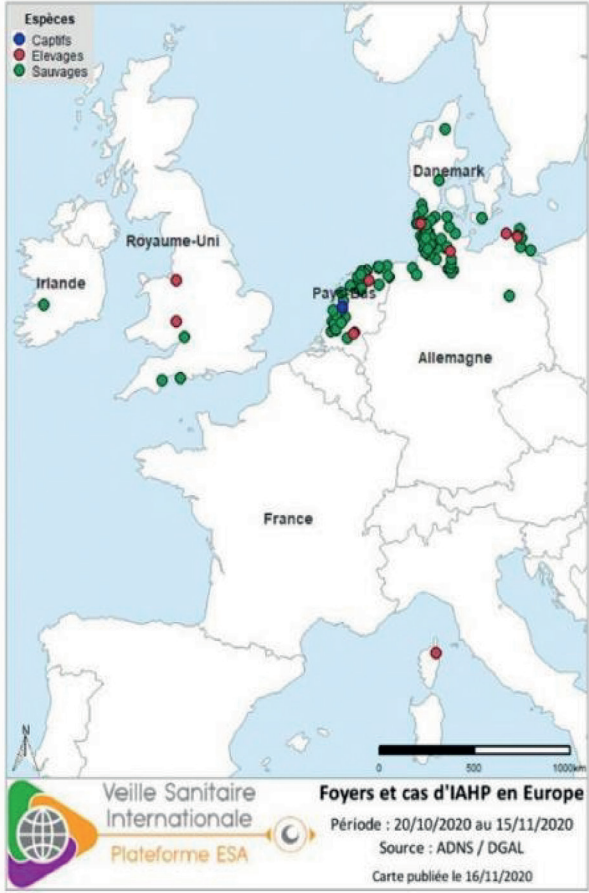 Espèces
Captifs
Elevages
Sauvages
Danemark
Royaume-Uni
Irlande
Pays-Bas
Allemagne
France
N
0 500 1000km
Veille Sanitaire
Internationale
Plateforme ESA
Foyers et cas d'IAHP en Europe
Période : 20/10/2020 au 15/11/2020
Source : ADNS / DGAL
Carte publiée le 16/11/2020